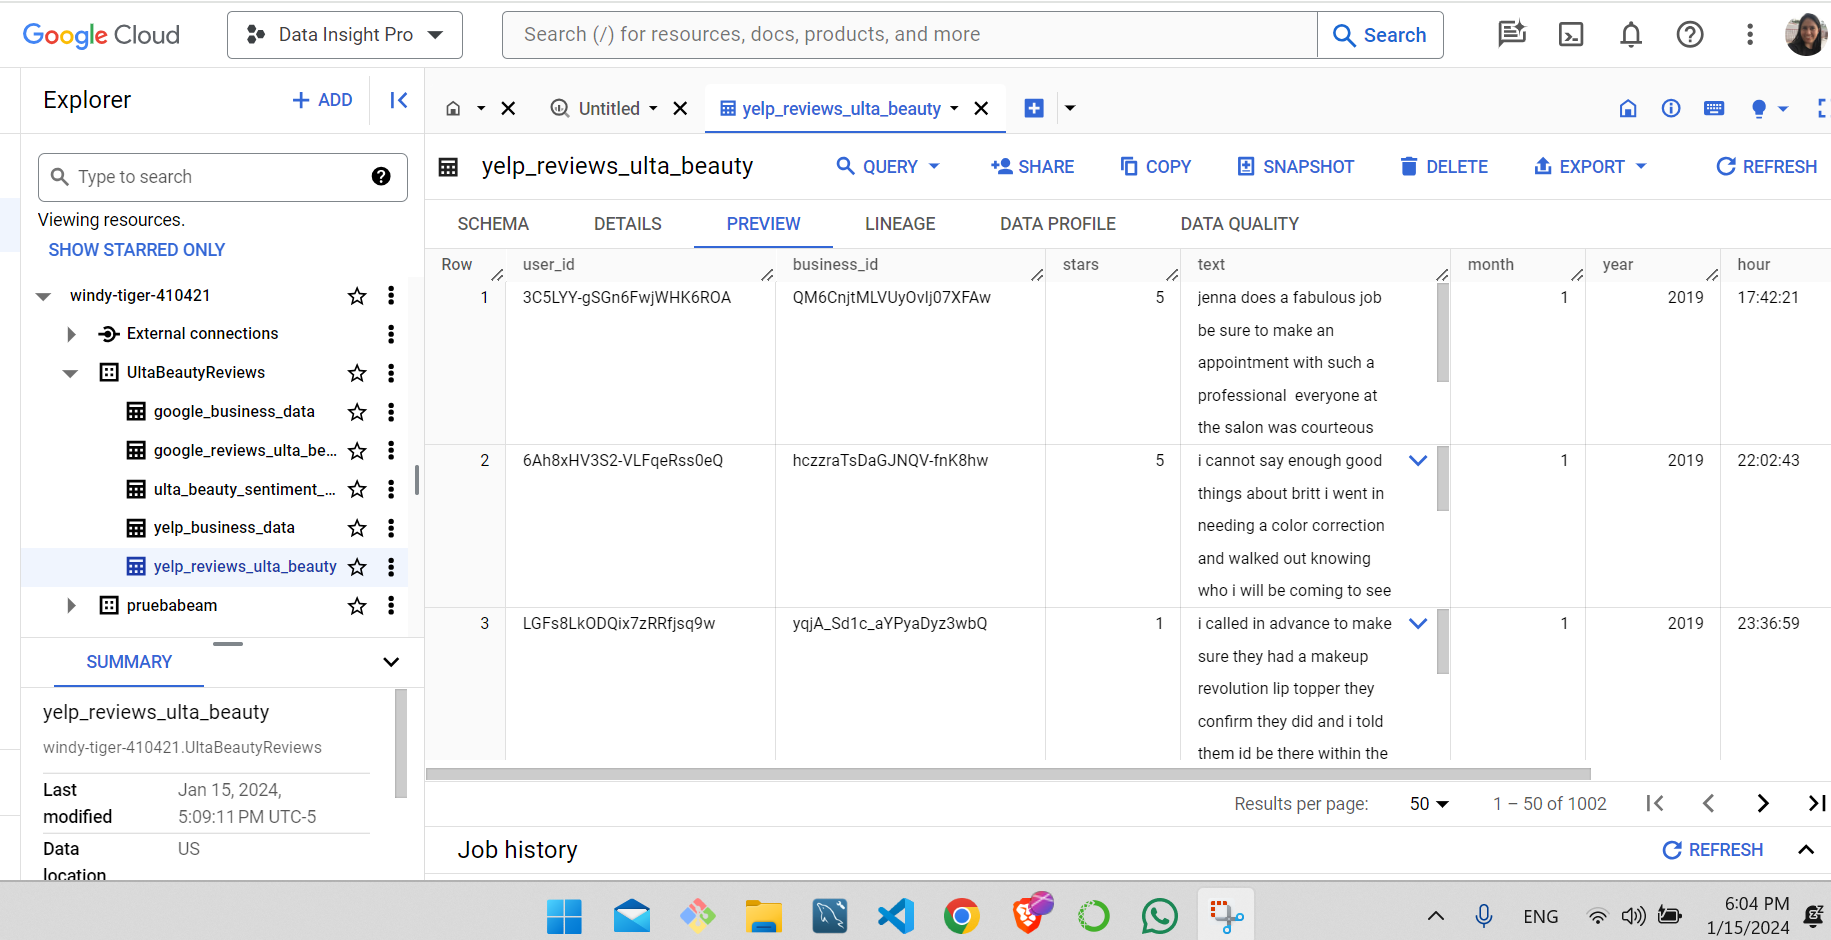 Google Cloud
Data Insight Pro
Search (/) for resources, docs, products, and more
Search
Explorer
ADD
Untitled
yelp_reviews_ulta_beauty
Type to search
Viewing resources.
SHOW STARRED ONLY
windy-tiger-410421
External connections
UltaBeautyReviews
google_business_data
google_reviews_ulta_be...
ulta_beauty_sentiment_...
yelp_business_data
yelp_reviews_ulta_beauty
pruebabeam
SUMMARY
yelp_reviews_ulta_beauty
windy-tiger-410421.UltaBeautyReviews
Last modified Jan 15, 2024, 5:09:11 PM UTC-5
Data location US
yelp_reviews_ulta_beauty
QUERY
SHARE
COPY
SNAPSHOT
DELETE
EXPORT
REFRESH
SCHEMA
DETAILS
PREVIEW
LINEAGE
DATA PROFILE
DATA QUALITY
Row user_id business_id stars text month year hour
1 3C5LYY-gSGn6FwjWHK6ROA QM6CnjtMLVUyOvIj07XFAw 5 jenna does a fabulous job 1 2019 17:42:21
be sure to make an
appointment with such a
professional everyone at
the salon was courteous
2 6Ah8xHV3S2-VLFqeRss0eQ hczzraTsDaGJNQV-fnK8hw 5 i cannot say enough good 1 2019 22:02:43
things about britt i went in
needing a color correction
and walked out knowing
who i will be coming to see
3 LGFs8LkODQix7zRRfjsq9w yqjA_Sd1c_aYPyaDyz3wbQ 1 i called in advance to make 1 2019 23:36:59
sure they had a makeup
revolution lip topper they
confirm they did and i told
them id be there within the
Results per page: 50 1 – 50 of 1002
Job history
REFRESH
ENG
6:04 PM
1/15/2024